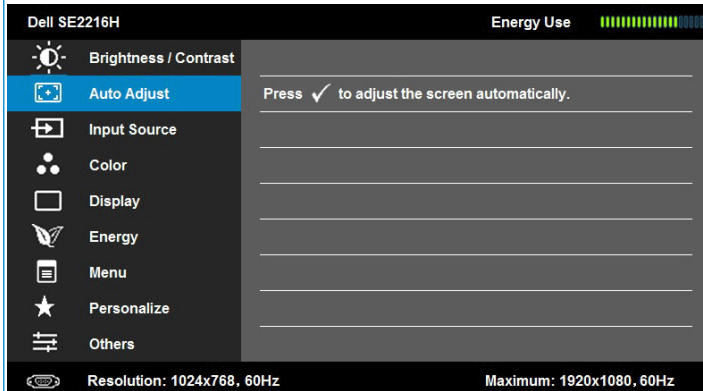 Dell SE2216H Energy Use
Brightness / Contrast
Auto Adjust Press ✓ to adjust the screen automatically.
Input Source
Color
Display
Energy
Menu
Personalize
Others
Resolution: 1024x768, 60Hz Maximum: 1920x1080, 60Hz